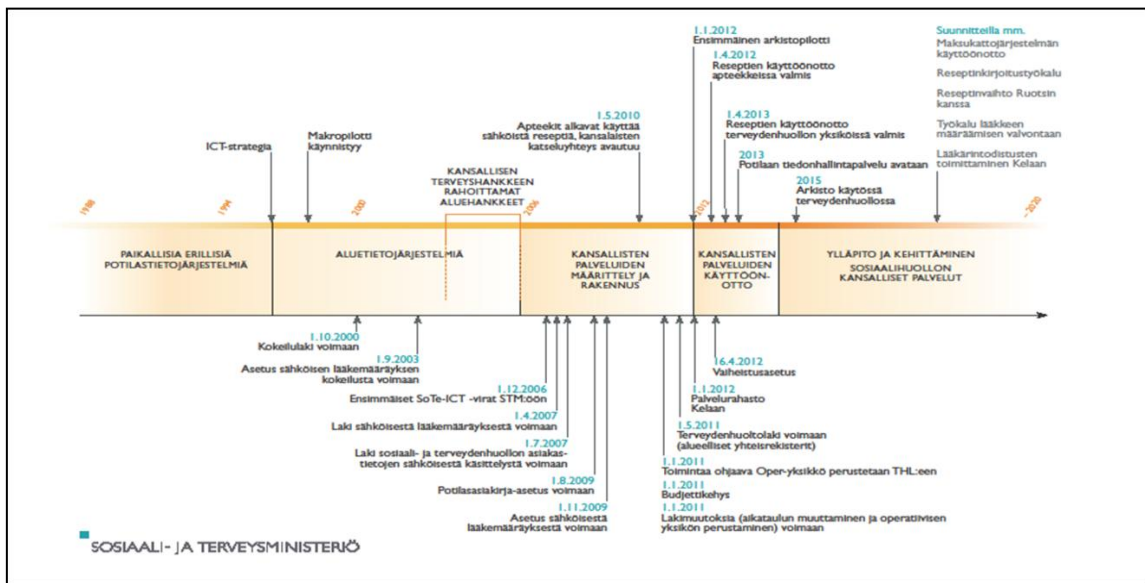 1.1.2012
Ensimmäinen arkistopilotti
1.4.2012
Reseptien käyttöönotto
apteekkeissa valmis
1.5.2010
Apteekit alkavat käyttää
sähköistä reseptiä, kansalaisten
katseluyhteys avautuu
1.4.2013
Reseptien käyttöönotto
terveydenhuollon yksiköissä valmis
2013
Potilaan tiedonhallintapalvelu avataan
2015
Arkisto käytössä
terveydenhuollossa
Suunnitteilla mm.
Maksukattojärjestelmän
käyttöönotto
Reseptinkirjoitustyökalu
Reseptinvaihto Ruotsin
kanssa
Työkalu lääkkeen
määräämisen valvontaan
Lääkärintodistusten
toimittaminen Kelaan
ICT-strategia
Makropilotti
käynnistyy
KANSALLISEN
TERVEYSHANKKEEN
RAHOITTAMAT
ALUEHANKKEET
1988
1994
2000
2006
2012
~2020
PAIKALLISIA ERILLISIÄ
POTILASTIETOJÄRJESTELMIÄ
ALUETIETOJÄRJESTELMIÄ
KANSALLISTEN
PALVELUIDEN
MÄÄRITTELY JA
RAKENNUS
KANSALLISTEN
PALVELUIDEN
KÄYTTÖÖN-
OTTO
YLLÄPITO JA KEHITTÄMINEN
SOSIAALIHUOLLON
KANSALLISET PALVELUT
1.10.2000
Kokeilulaki voimaan
1.9.2003
Asetus sähköisen lääkemääräyksen
kokeilusta voimaan
1.12.2006
Ensimmäiset SoTe-ICT -virat STM:öön
1.4.2007
Laki sähköisestä lääkemääräyksestä voimaan
1.7.2007
Laki sosiaali- ja terveydenhuollon asiakas-
tietojen sähköisestä käsittelystä voimaan
1.8.2009
Potilasasiakirja-asetus voimaan
1.11.2009
Asetus sähköisestä
lääkemääräyksestä voimaan
16.4.2012
Vaiheistusasetus
1.1.2012
Palvelurahasto
Kelaan
1.5.2011
Terveydenhuoltolaki voimaan
(alueelliset yhteisrekisterit)
1.1.2011
Toimintaa ohjaava Oper-yksikkö perustetaan THL:een
1.1.2011
Budjettikehys
1.1.2011
Lakimuutoksia (aikataulun muuttaminen ja operatiivisen
yksikön perustaminen) voimaan
SOSIAALI- JA TERVEYSMINISTERIÖ